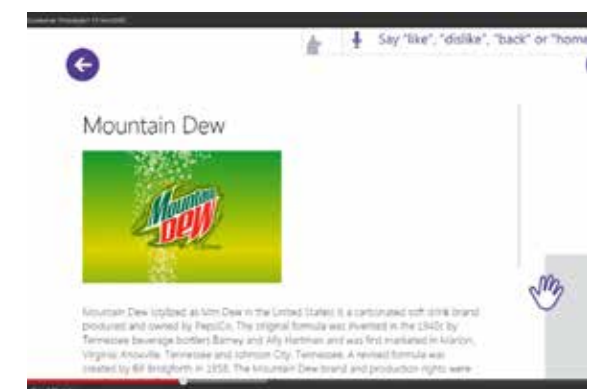 Say "like", "dislike", "back" or "home
Mountain Dew
Mountain
DEW
Mountain Dew (stylized as Mtn Dew in the United States) is a carbonated soft drink brand
produced and owned by PepsiCo. The original formula was invented in the 1940s by
Tennessee beverage bottlers Barney and Ally Hartman and was first marketed in Marion,
Virginia; Knoxville, Tennessee and Johnson City, Tennessee. A revised formula was
created by Bill Bridgforth in 1958. The Mountain Dew brand and production rights were